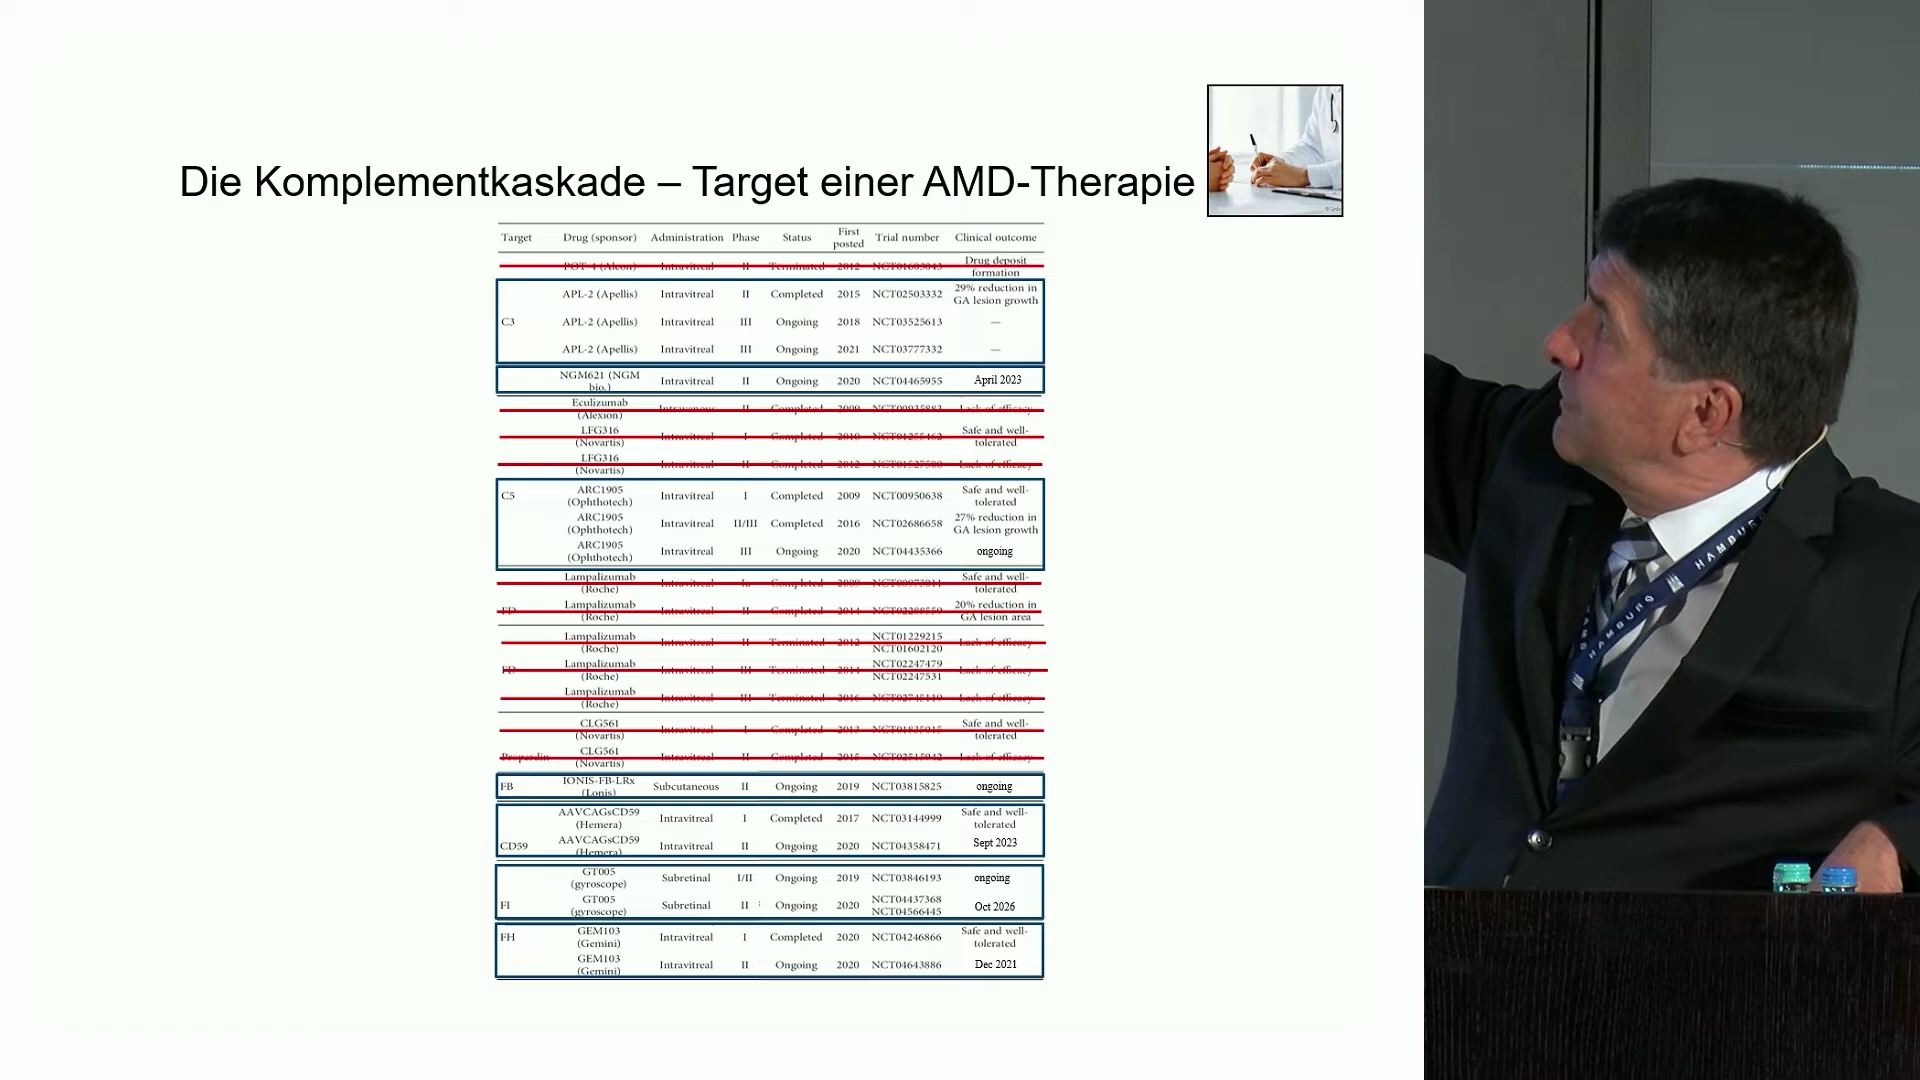 Die Komplementkaskade – Target einer AMD-Therapie
Target Drug (sponsor) Administration Phase Status First posted Trial number Clinical outcome
POT-4 (Alcon) Intravitreal II Terminated 2012 Drug deposit formation
APL-2 (Apellis) Intravitreal II Completed 2015 NCT02503332 29% reduction in GA lesion growth
C3 APL-2 (Apellis) Intravitreal III Ongoing 2018 NCT03525613 —
APL-2 (Apellis) Intravitreal III Ongoing 2021 NCT03777332 —
NGM621 (NGM bio.) Intravitreal II Ongoing 2020 NCT04465955 April 2023
Eculizumab (Alexion) Intravenous II Completed 2009 Lack of efficacy
LFG316 (Novartis) Intravitreal I Completed 2010 Safe and well-tolerated
LFG316 (Novartis) Intravitreal II Completed 2012 Lack of efficacy
C5 ARC1905 (Ophthotech) Intravitreal I Completed 2009 NCT00950638 Safe and well-tolerated
ARC1905 (Ophthotech) Intravitreal II/III Completed 2016 NCT02686658 27% reduction in GA lesion growth
ARC1905 (Ophthotech) Intravitreal III Ongoing 2020 NCT04435366 ongoing
Lampalizumab (Roche) Intravitreal Completed 2009 Safe and well-tolerated
FD Lampalizumab (Roche) Intravitreal II Completed 2014 20% reduction in GA lesion area
Lampalizumab (Roche) Intravitreal II Terminated 2012 NCT01229215 NCT01602120 Lack of efficacy
FD Lampalizumab (Roche) Intravitreal III Terminated 2014 NCT02247479 NCT02247531 Lack of efficacy
Lampalizumab (Roche) Intravitreal III Terminated 2016 Lack of efficacy
CLG561 (Novartis) Intravitreal I Completed Safe and well-tolerated
Properdin CLG561 (Novartis) Intravitreal II Completed 2015 Lack of efficacy
FB IONIS-FB-LRx (Lonis) Subcutaneous II Ongoing 2019 NCT03815825 ongoing
AAVCAGsCD59 (Hemera) Intravitreal I Completed 2017 NCT03144999 Safe and well-tolerated
CD59 AAVCAGsCD59 (Hemera) Intravitreal II Ongoing 2020 NCT04358471 Sept 2023
GT005 (gyroscope) Subretinal I/II Ongoing 2019 NCT03846193 ongoing
FI GT005 (gyroscope) Subretinal II Ongoing 2020 NCT04437368 NCT04566445 Oct 2026
FH GEM103 (Gemini) Intravitreal I Completed 2020 NCT04246866 Safe and well-tolerated
GEM103 (Gemini) Intravitreal II Ongoing 2020 NCT04643886 Dec 2021
HAMBURG
HAMBURG